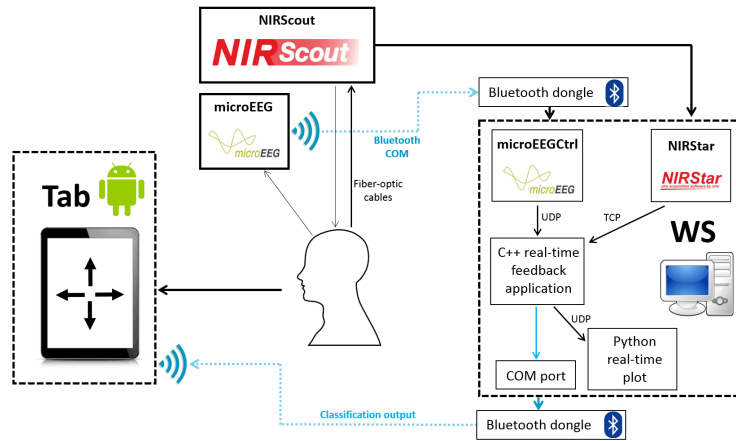 NIRScout
NIRScout
microEEG
microEEG
Bluetooth
COM
Fiber-optic
cables
Bluetooth dongle
microEEGCtrl
microEEG
NIRStar
NIRStar
UDP
TCP
WS
C++ real-time
feedback
application
UDP
Python
real-time
plot
COM port
Tab
Classification output
Bluetooth dongle